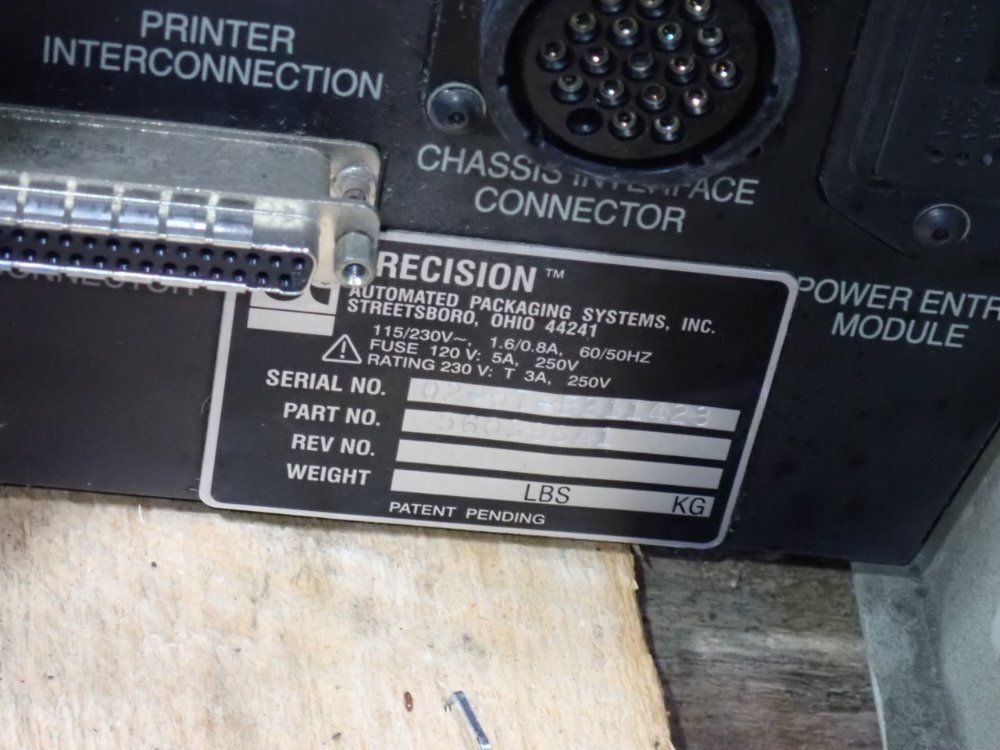 PRINTER
INTERCONNECTION
CHASSIS INTERFACE
CONNECTOR
POWER ENTR
MODULE
RECISION ™
AUTOMATED PACKAGING SYSTEMS, INC.
STREETSBORO, OHIO 44241
115/230V~, 1.6/0.8A, 60/50HZ
FUSE 120 V: 5A, 250V
RATING 230 V: T 3A, 250V
SERIAL NO.
PART NO.
REV NO.
WEIGHT LBS KG
PATENT PENDING